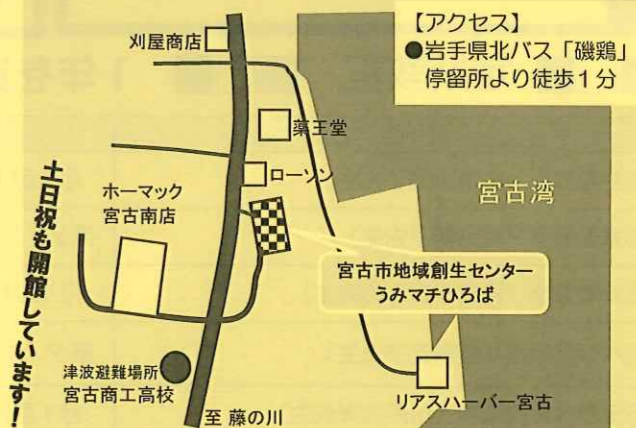 刈屋商店
【アクセス】
●岩手県北バス「磯鶏」
停留所より徒歩1分
薬王堂
ローソン
ホーマック
宮古南店
宮古湾
土日祝も開館しています！
宮古市地域創生センター
うみマチひろば
津波避難場所
宮古商工高校
リアスハーバー宮古
至 藤の川